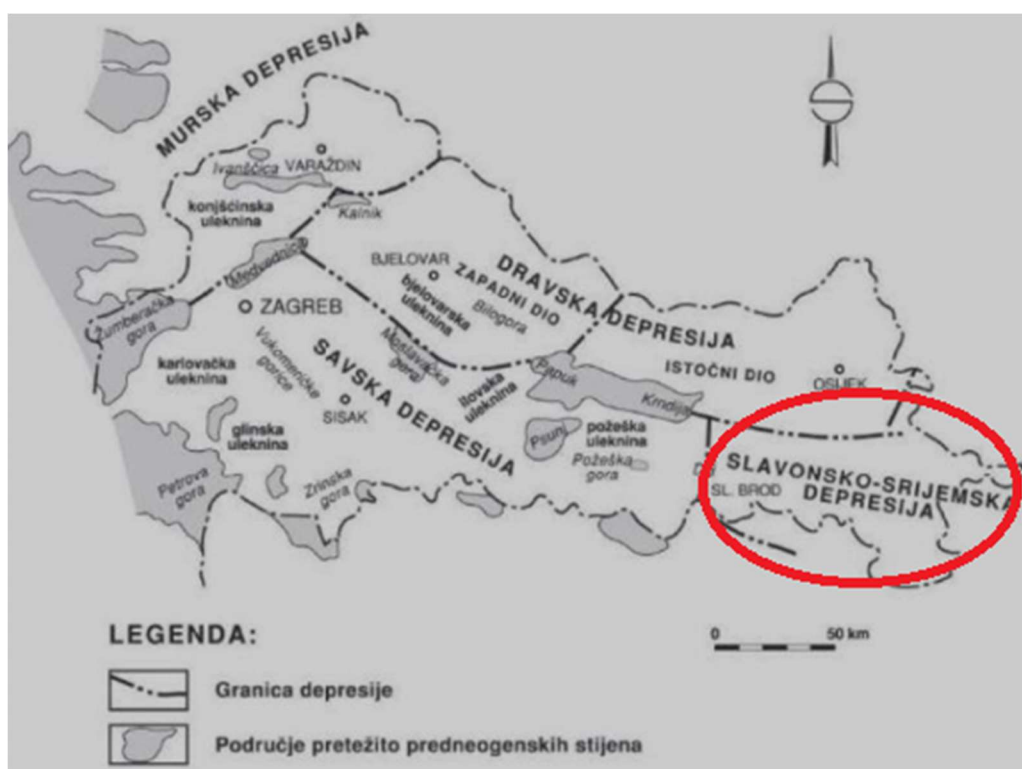 MURSKA DEPRESIJA
Ivanščica VARAŽDIN
konjšćinska
uleknina
Kalnik
Medvednica
BJELOVAR
DRAVSKA DEPRESIJA
ZAPADNI DIO
bjelovarska
uleknina
Bilogora
ZAGREB
Žumberačka
gora
karlovačka
uleknina
Vukomeričke
gorice
SAVSKA DEPRESIJA
Moslavačka
gora
ISTOČNI DIO
OSIJEK
Papuk
Krndija
ilovska
uleknina
SISAK
glinska
uleknina
Psunj
požeška
uleknina
Požeška
gora
SLAVONSKO-SRIJEMSKA
DEPRESIJA
SL. BROD
Petrova
gora
Zrinska
gora
LEGENDA:
0 50 km
Granica depresije
Područje pretežito predneogenskih stijena